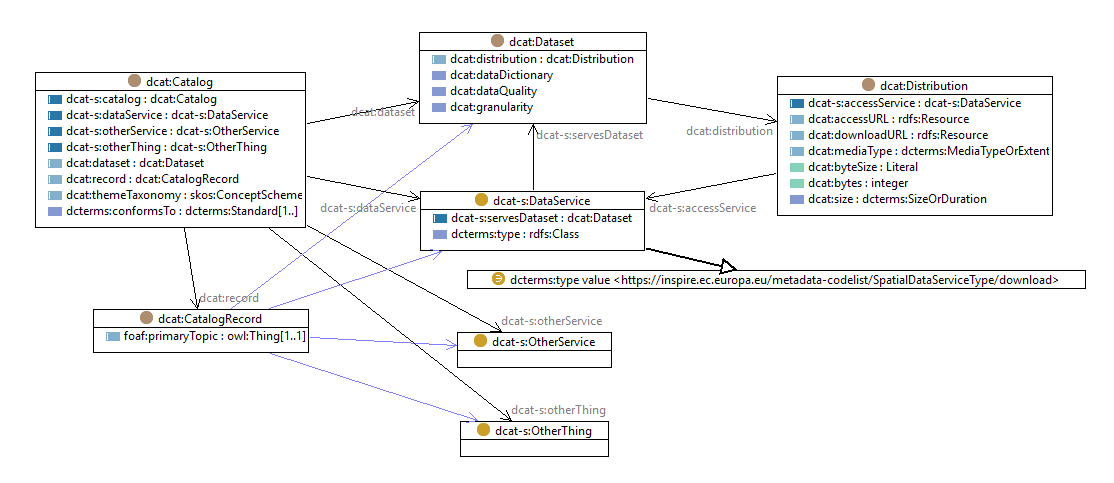 dcat:Dataset
dcat:distribution : dcat:Distribution
dcat:dataDictionary
dcat:dataQuality
dcat:granularity
dcat:Catalog
dcat-s:catalog : dcat:Catalog
dcat-s:dataService : dcat-s:DataService
dcat-s:otherService : dcat-s:OtherService
dcat-s:otherThing : dcat-s:OtherThing
dcat:dataset : dcat:Dataset
dcat:record : dcat:CatalogRecord
dcat:themeTaxonomy : skos:ConceptScheme
dcterms:conformsTo : dcterms:Standard[1..]
dcat:Distribution
dcat-s:accessService : dcat-s:DataService
dcat:accessURL : rdfs:Resource
dcat:downloadURL : rdfs:Resource
dcat:mediaType : dcterms:MediaTypeOrExtent
dcat:byteSize : Literal
dcat:bytes : integer
dcat:size : dcterms:SizeOrDuration
dcat:dataset
dcat:distribution
dcat-s:servesDataset
dcat-s:DataService
dcat-s:servesDataset : dcat:Dataset
dcterms:type : rdfs:Class
dcat-s:dataService
dcat-s:accessService
dcterms:type value <https://inspire.ec.europa.eu/metadata-codelist/SpatialDataServiceType/download>
dcat:record
dcat:CatalogRecord
foaf:primaryTopic : owl:Thing[1..1]
dcat-s:otherService
dcat-s:OtherService
dcat-s:otherThing
dcat-s:OtherThing